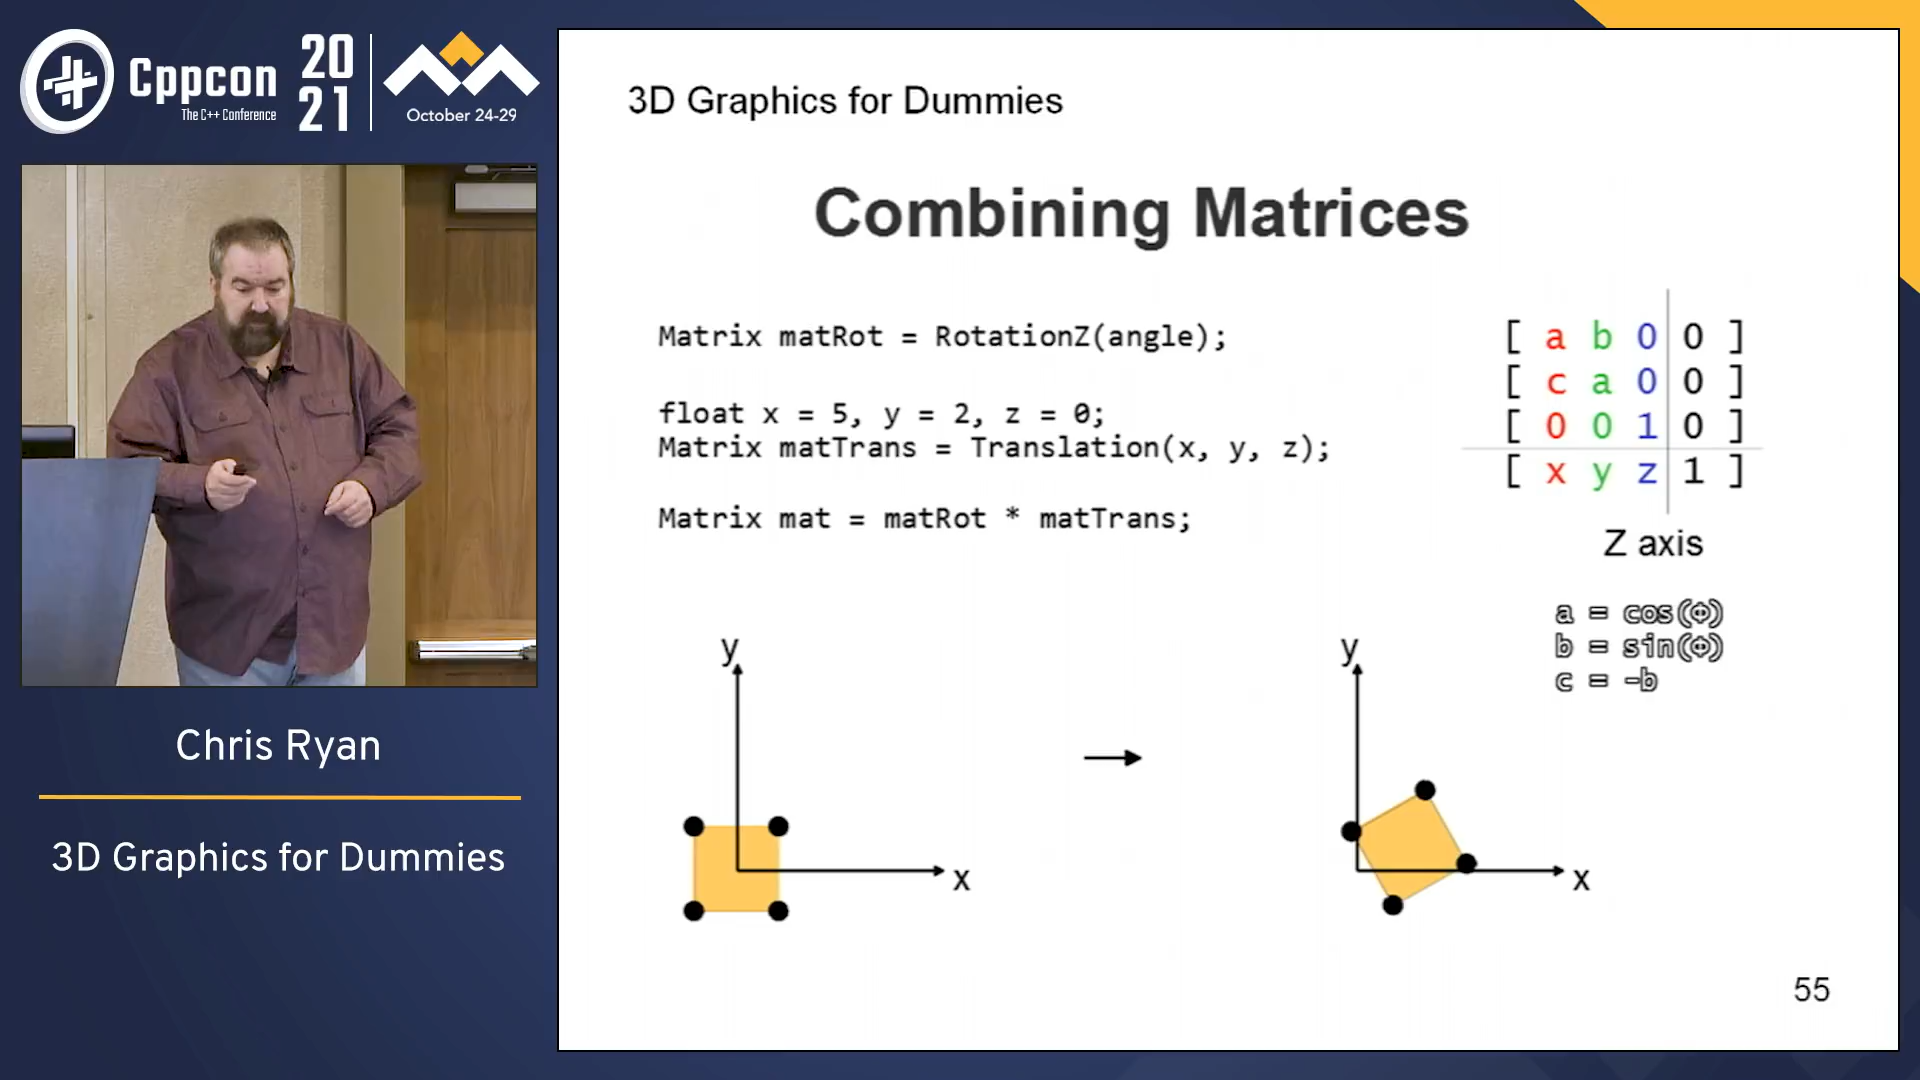 Cppcon
The C++ Conference
20
21
October 24-29
3D Graphics for Dummies
Combining Matrices
Matrix matRot = RotationZ(angle);
float x = 5, y = 2, z = 0;
Matrix matTrans = Translation(x, y, z);
Matrix mat = matRot * matTrans;
[ a b 0 0 ]
[ c a 0 0 ]
[ 0 0 1 0 ]
[ x y z 1 ]
Z axis
a = cos(Φ)
b = sin(Φ)
c = -b
y
x
y
x
55
Chris Ryan
3D Graphics for Dummies